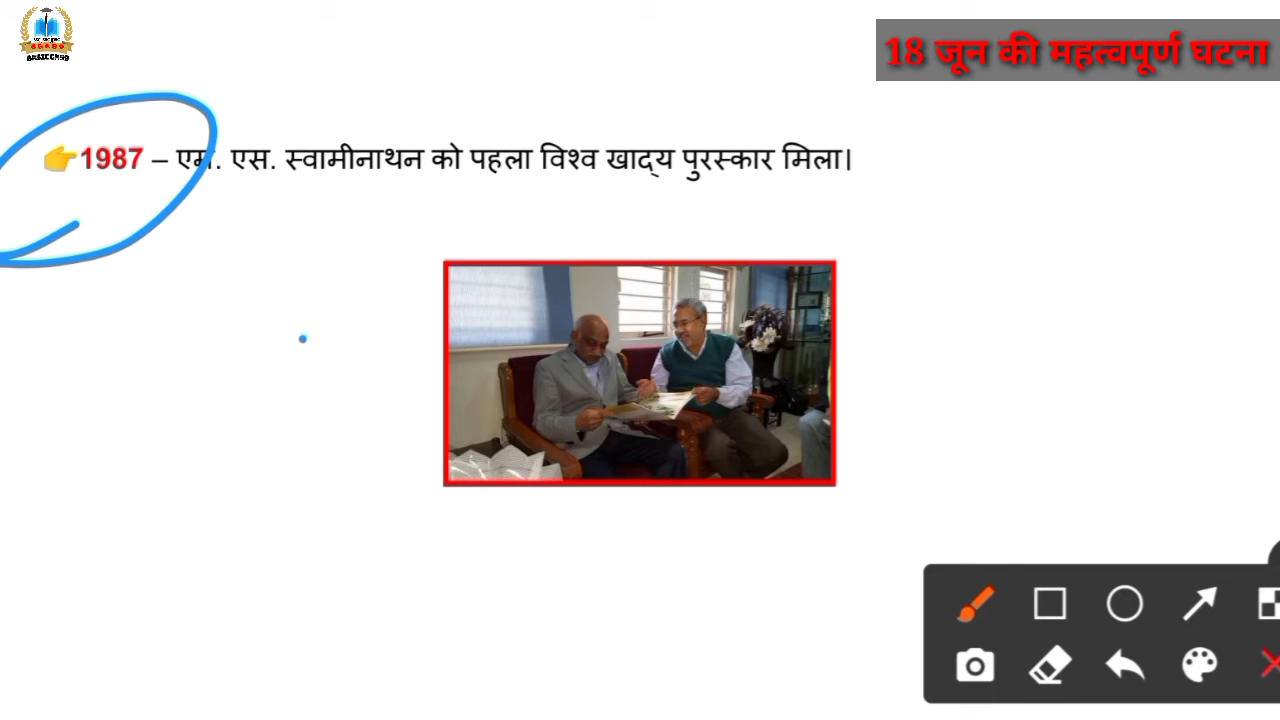 18 जून की महत्वपूर्ण घटना
👉1987 – एम. एस. स्वामीनाथन को पहला विश्व खाद्य पुरस्कार मिला।